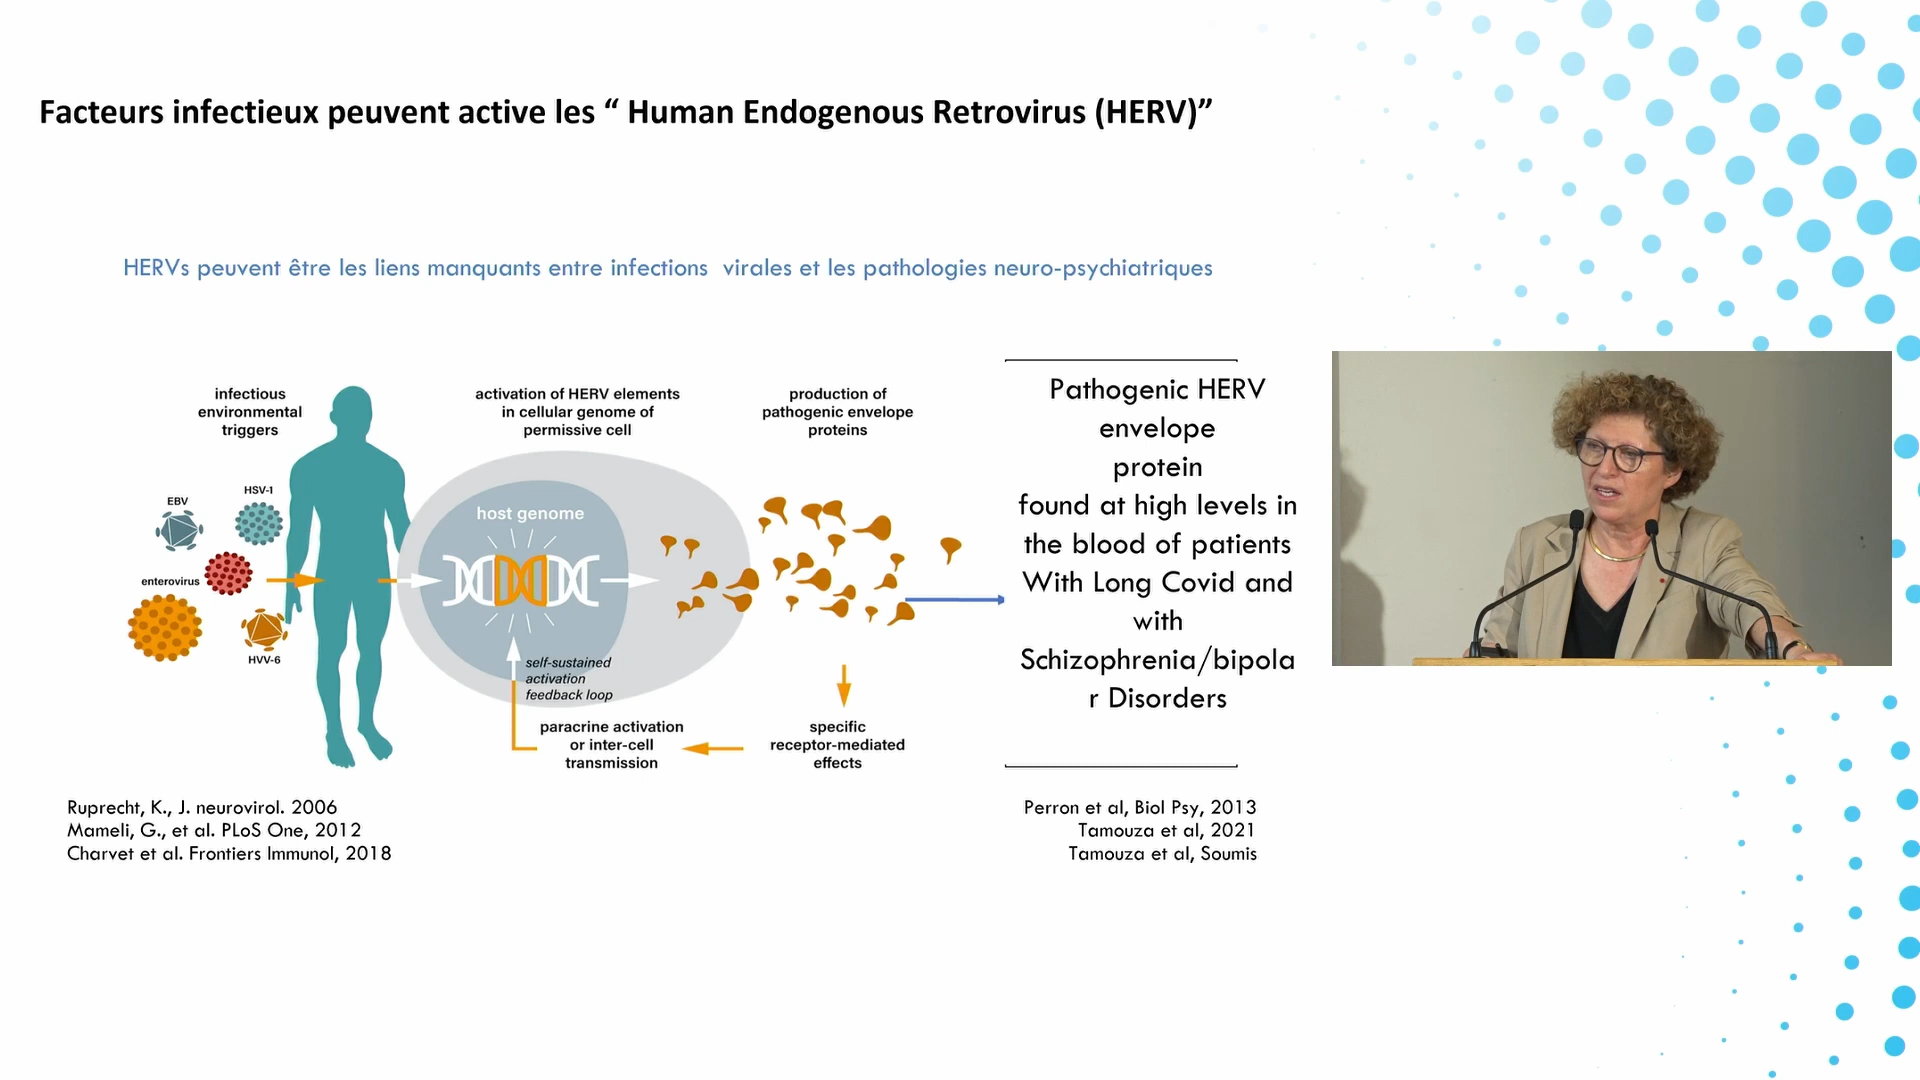 Facteurs infectieux peuvent active les “ Human Endogenous Retrovirus (HERV)”
HERVs peuvent être les liens manquants entre infections  virales et les pathologies neuro-psychiatriques
infectious
environmental
triggers
EBV
HSV-1
enterovirus
HVV-6
activation of HERV elements
in cellular genome of
permissive cell
host genome
self-sustained
activation
feedback loop
production of
pathogenic envelope
proteins
specific
receptor-mediated
effects
paracrine activation
or inter-cell
transmission
Pathogenic HERV
envelope
protein
found at high levels in
the blood of patients
With Long Covid and
with
Schizophrenia/bipola
r Disorders
Ruprecht, K., J. neurovirol. 2006
Mameli, G., et al. PLoS One, 2012
Charvet et al. Frontiers Immunol, 2018
Perron et al, Biol Psy, 2013
Tamouza et al, 2021
Tamouza et al, Soumis